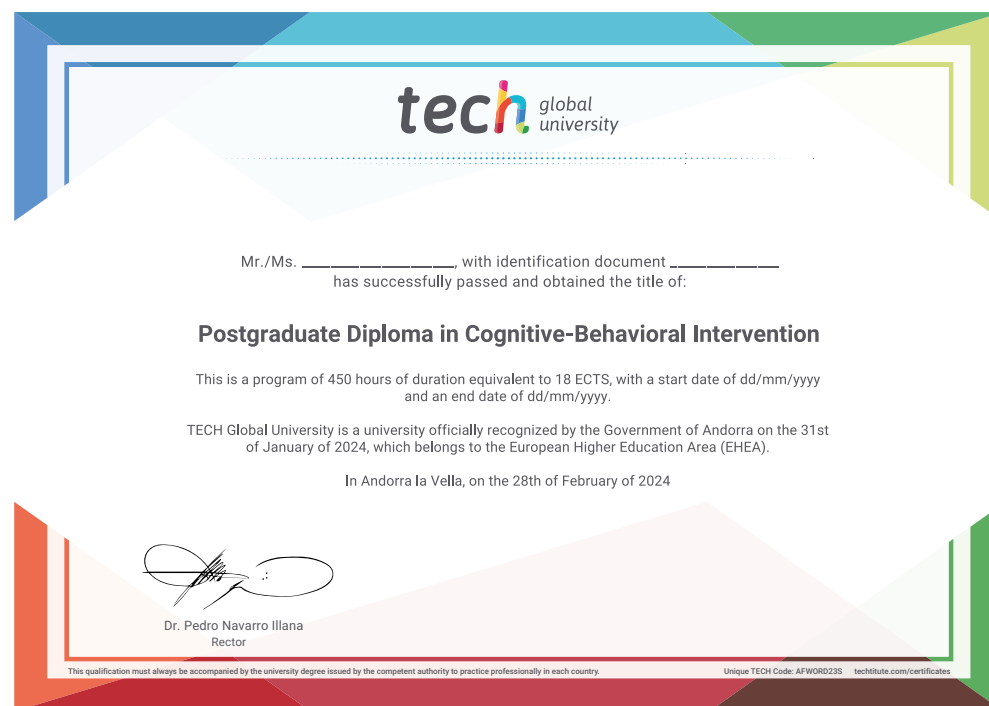 tech global
university
Mr./Ms. ________________, with identification document ____________
has successfully passed and obtained the title of:
Postgraduate Diploma in Cognitive-Behavioral Intervention
This is a program of 450 hours of duration equivalent to 18 ECTS, with a start date of dd/mm/yyyy
and an end date of dd/mm/yyyy.
TECH Global University is a university officially recognized by the Government of Andorra on the 31st
of January of 2024, which belongs to the European Higher Education Area (EHEA).
In Andorra la Vella, on the 28th of February of 2024
Dr. Pedro Navarro Illana
Rector
This qualification must always be accompanied by the university degree issued by the competent authority to practice professionally in each country.
Unique TECH Code: AFWORD23S techtitute.com/certificates